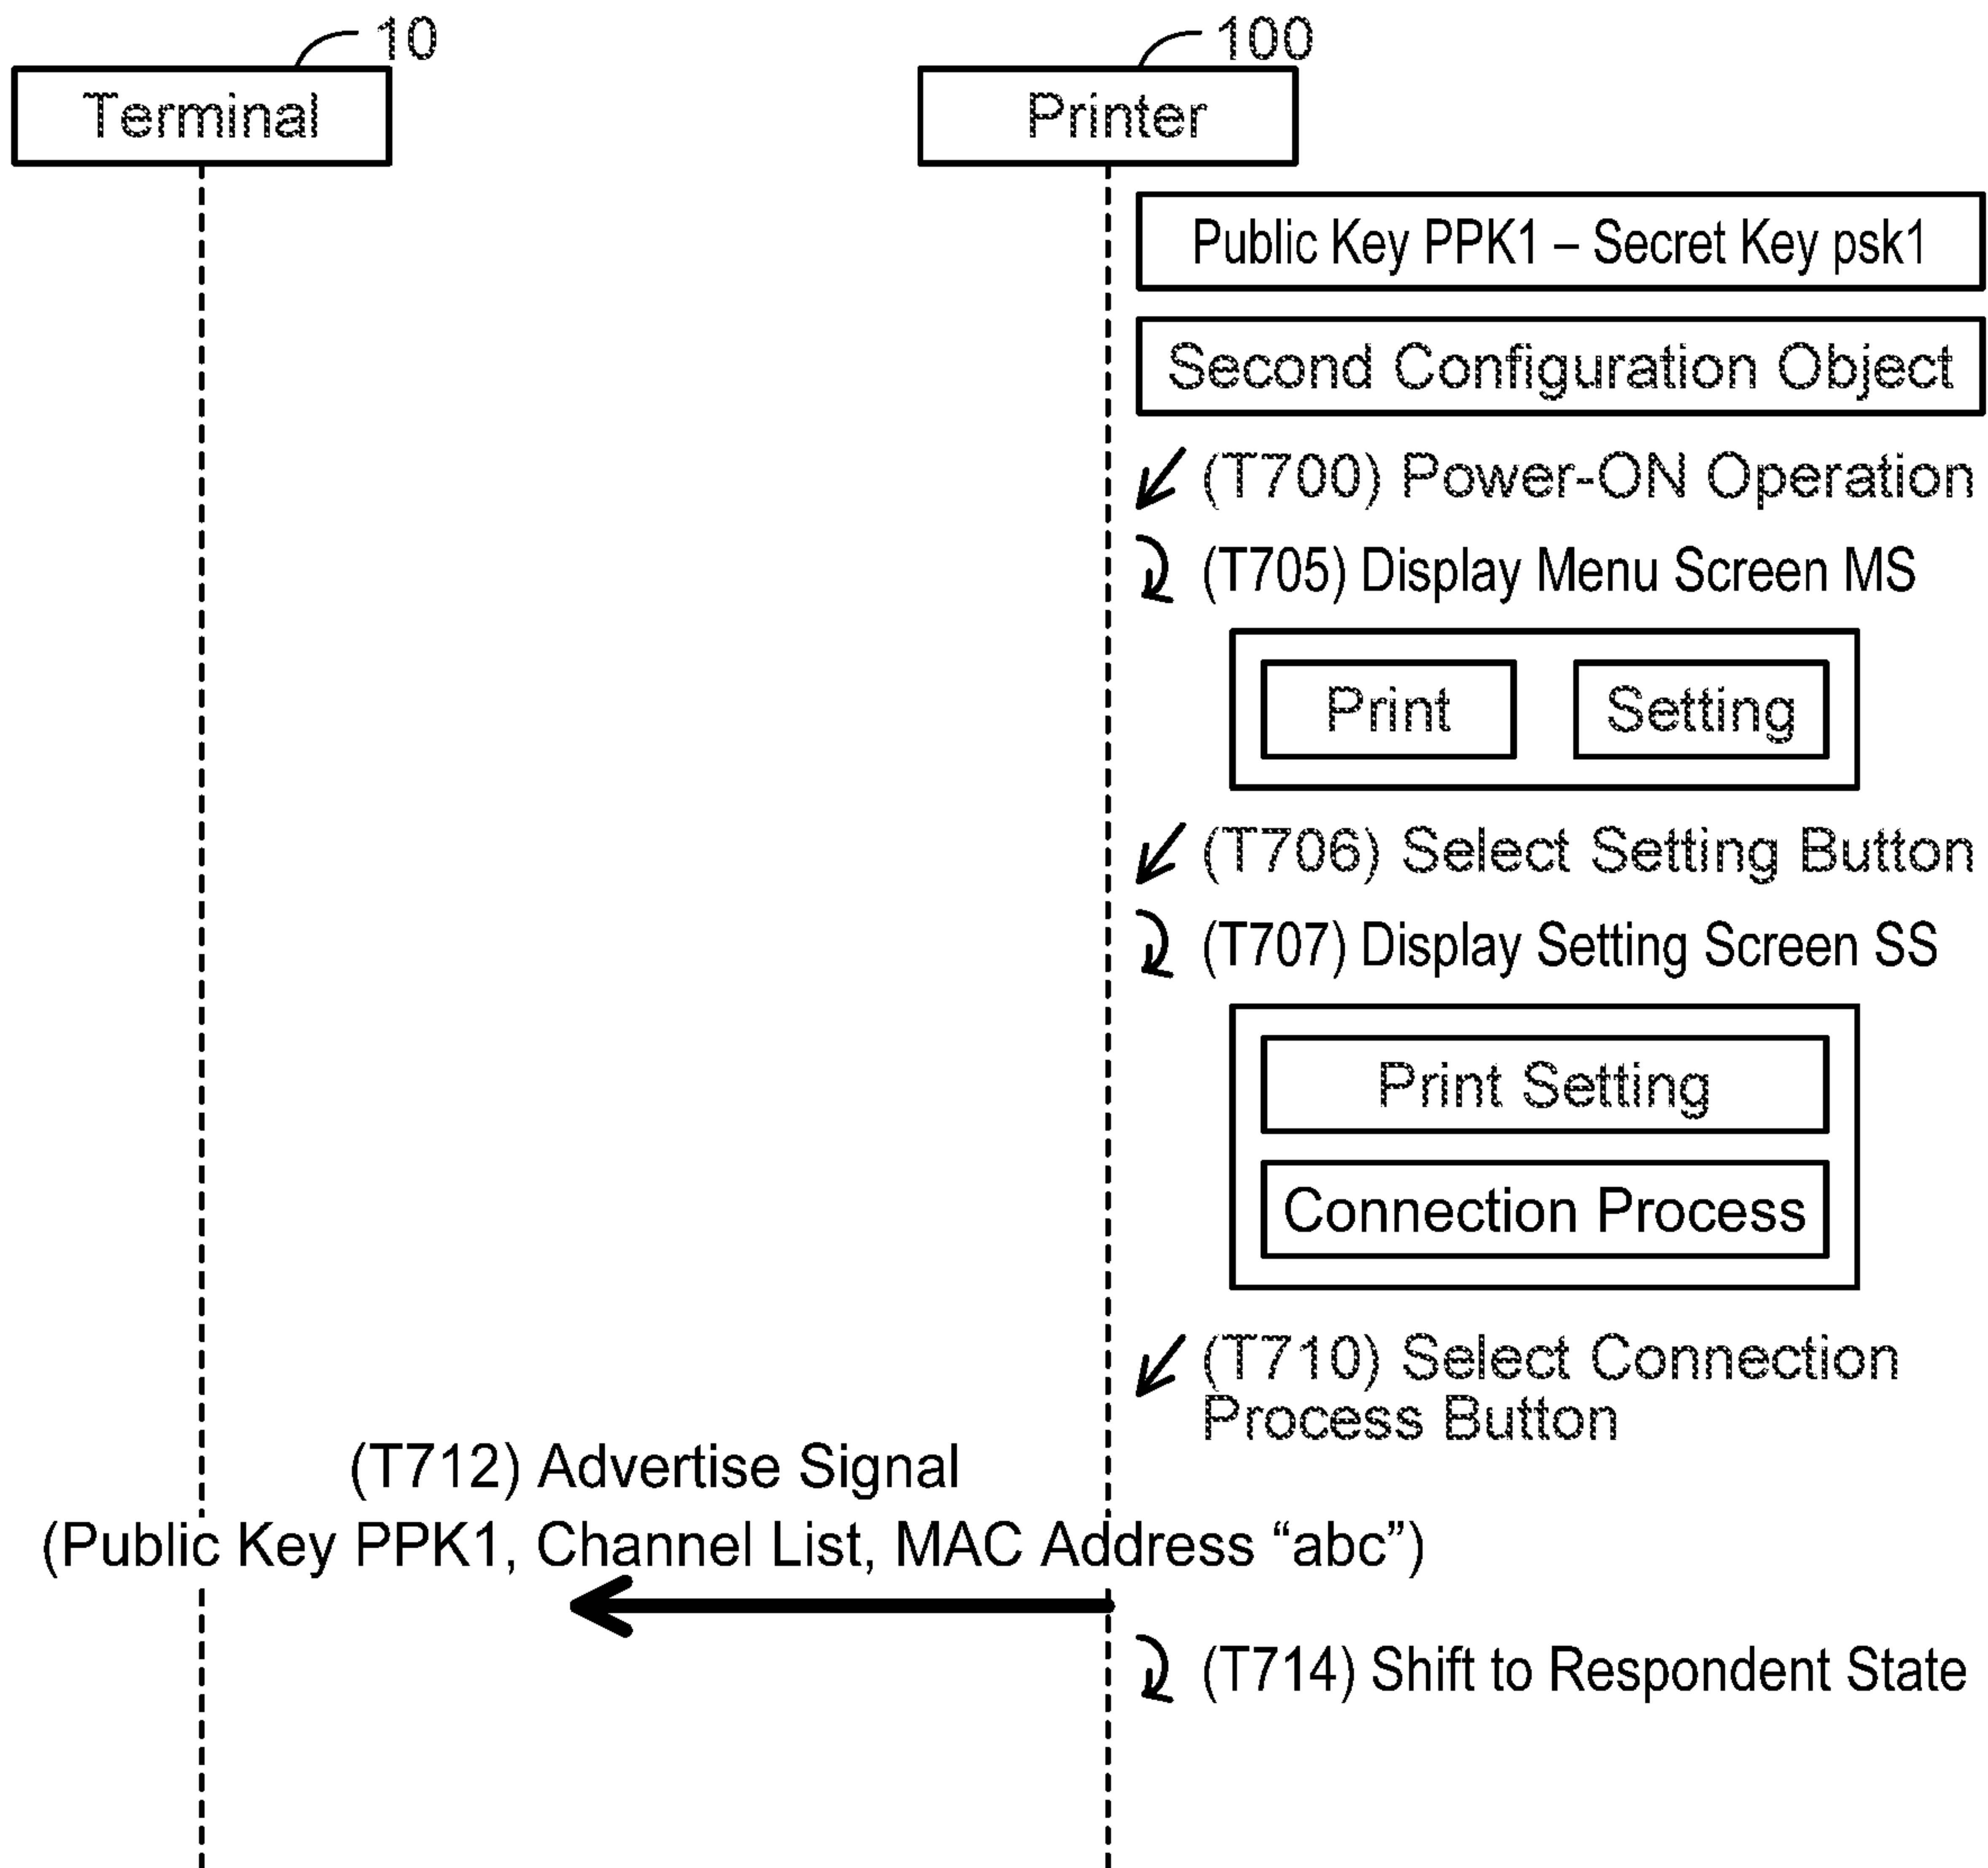 10
100
Terminal
Printer
Public Key PPK1 – Secret Key psk1
Second Configuration Object
(T700) Power-ON Operation
(T705) Display Menu Screen MS
Print
Setting
(T706) Select Setting Button
(T707) Display Setting Screen SS
Print Setting
Connection Process
(T710) Select Connection
Process Button
(T712) Advertise Signal
(Public Key PPK1, Channel List, MAC Address “abc”)
(T714) Shift to Respondent State